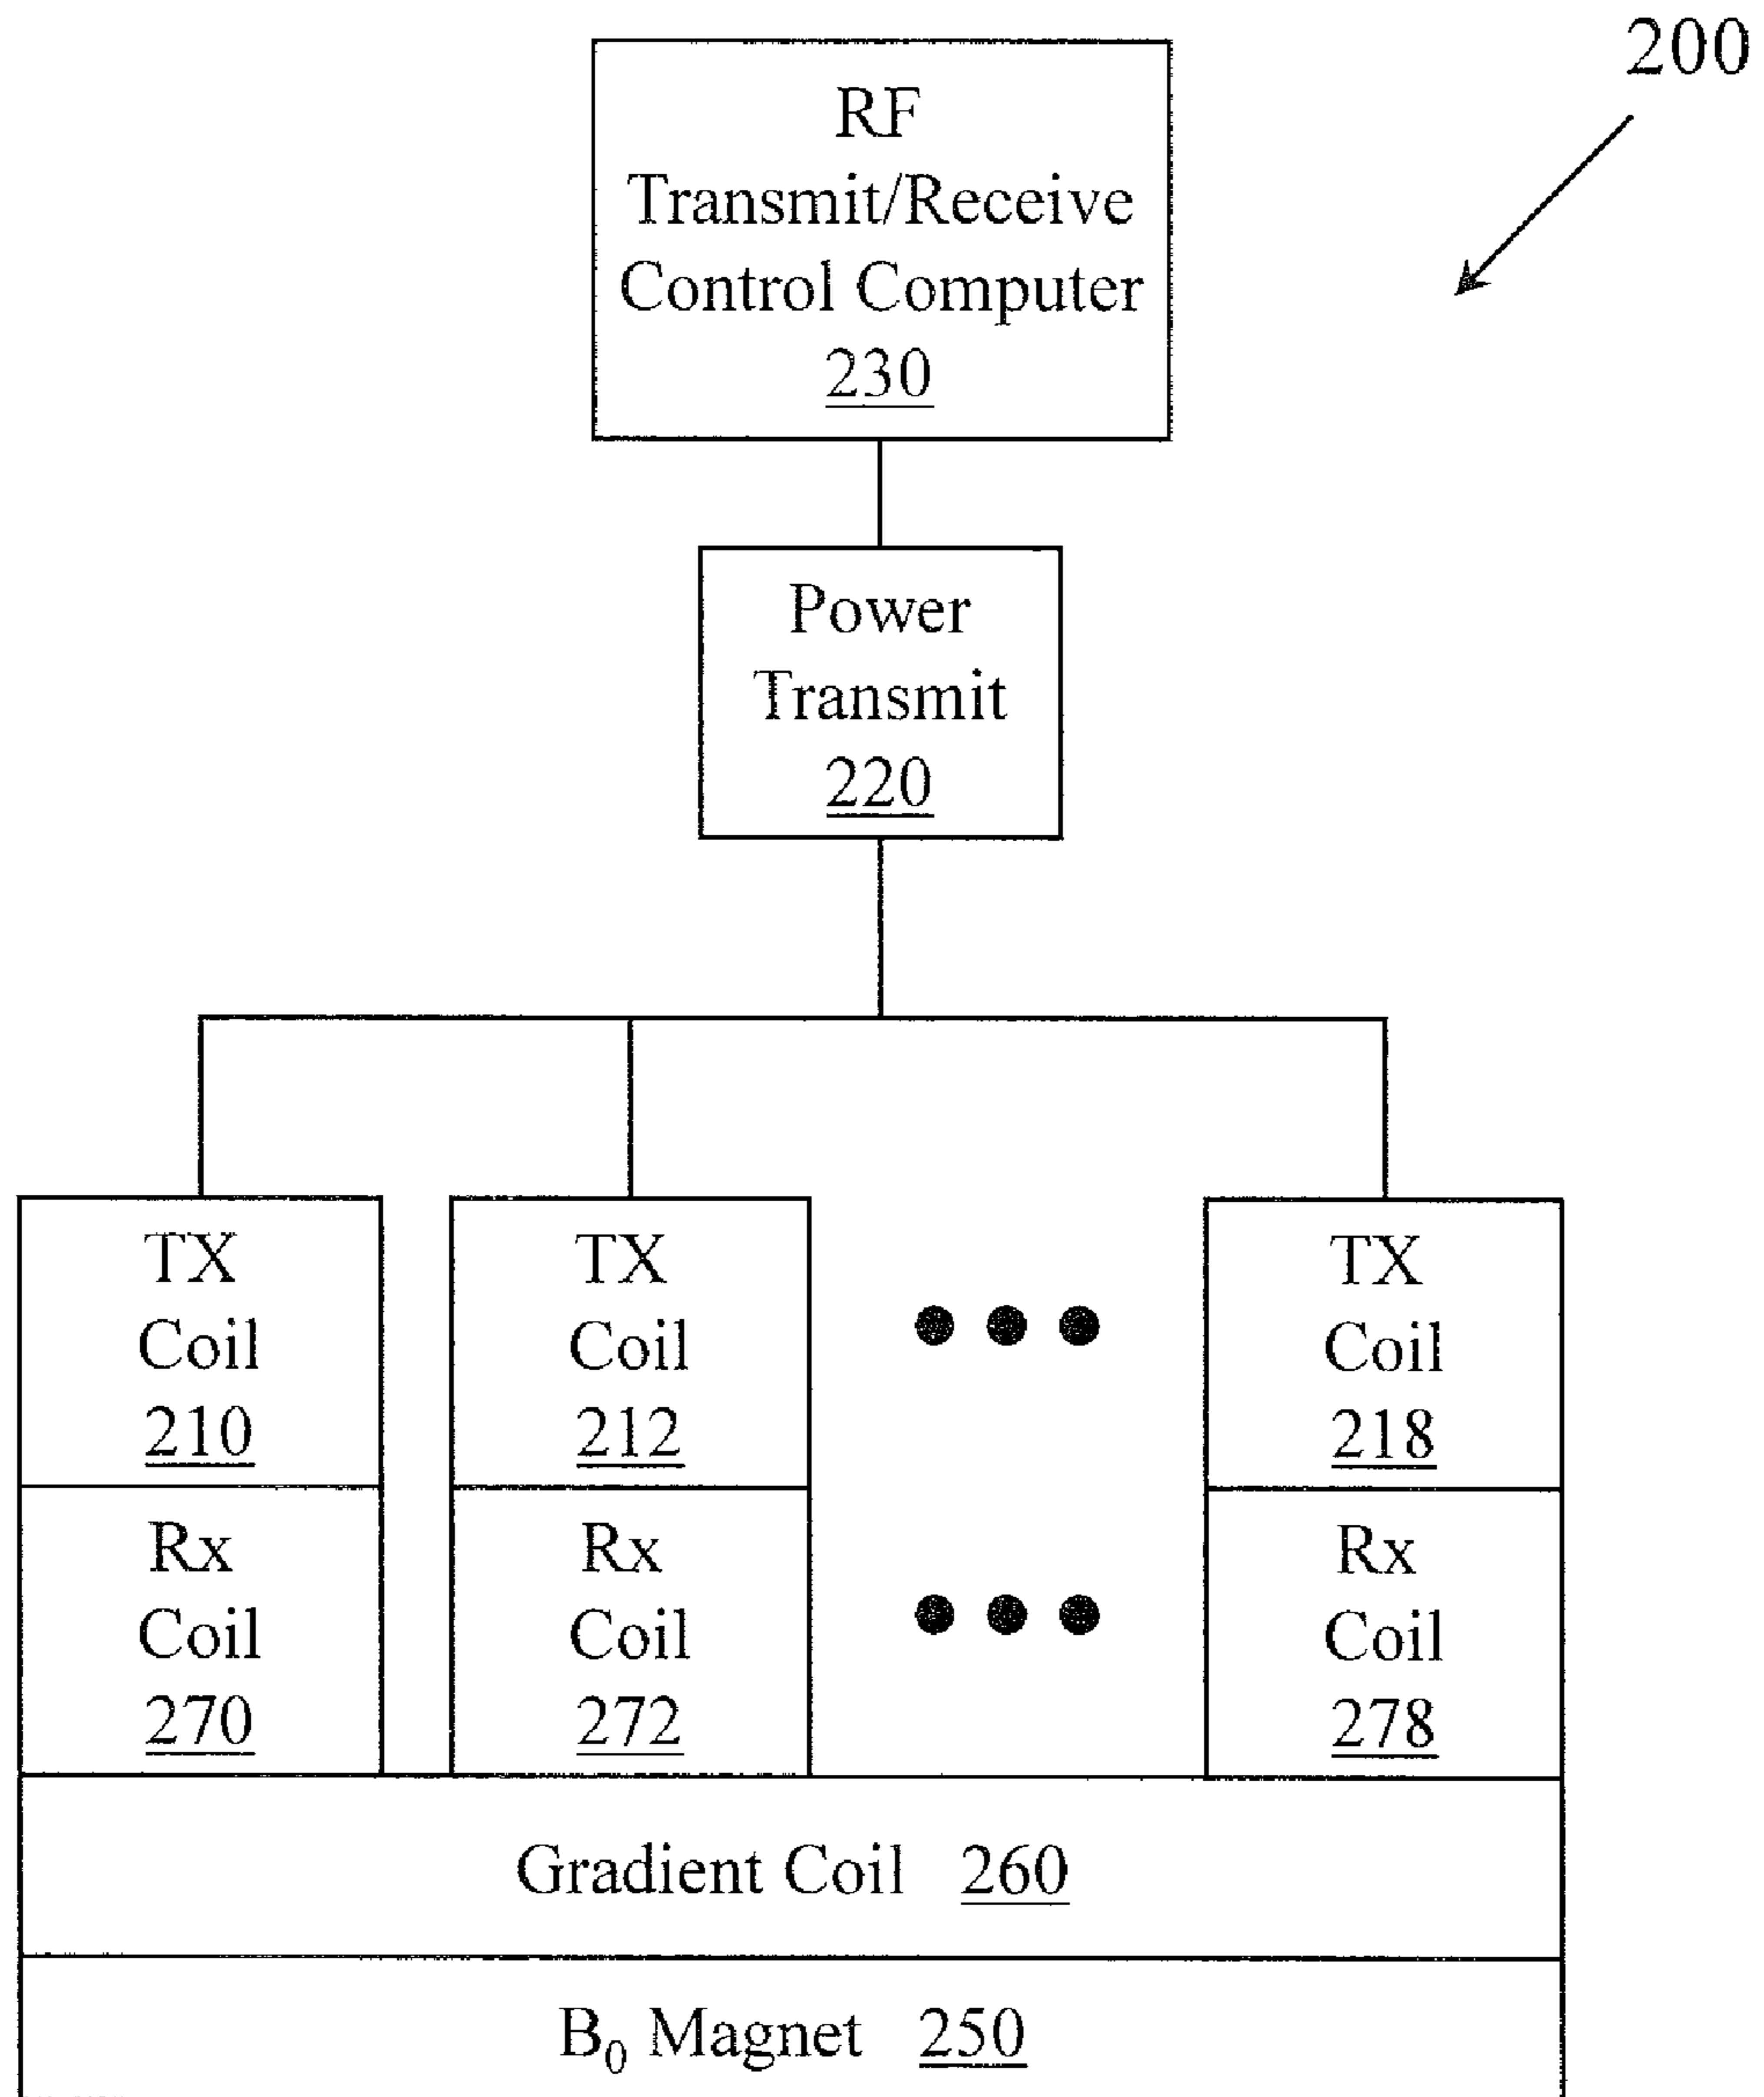 200
RF
Transmit/Receive
Control Computer
230
Power
Transmit
220
TX
Coil
210
TX
Coil
212
TX
Coil
218
Rx
Coil
270
Rx
Coil
272
Rx
Coil
278
Gradient Coil 260
B₀ Magnet 250